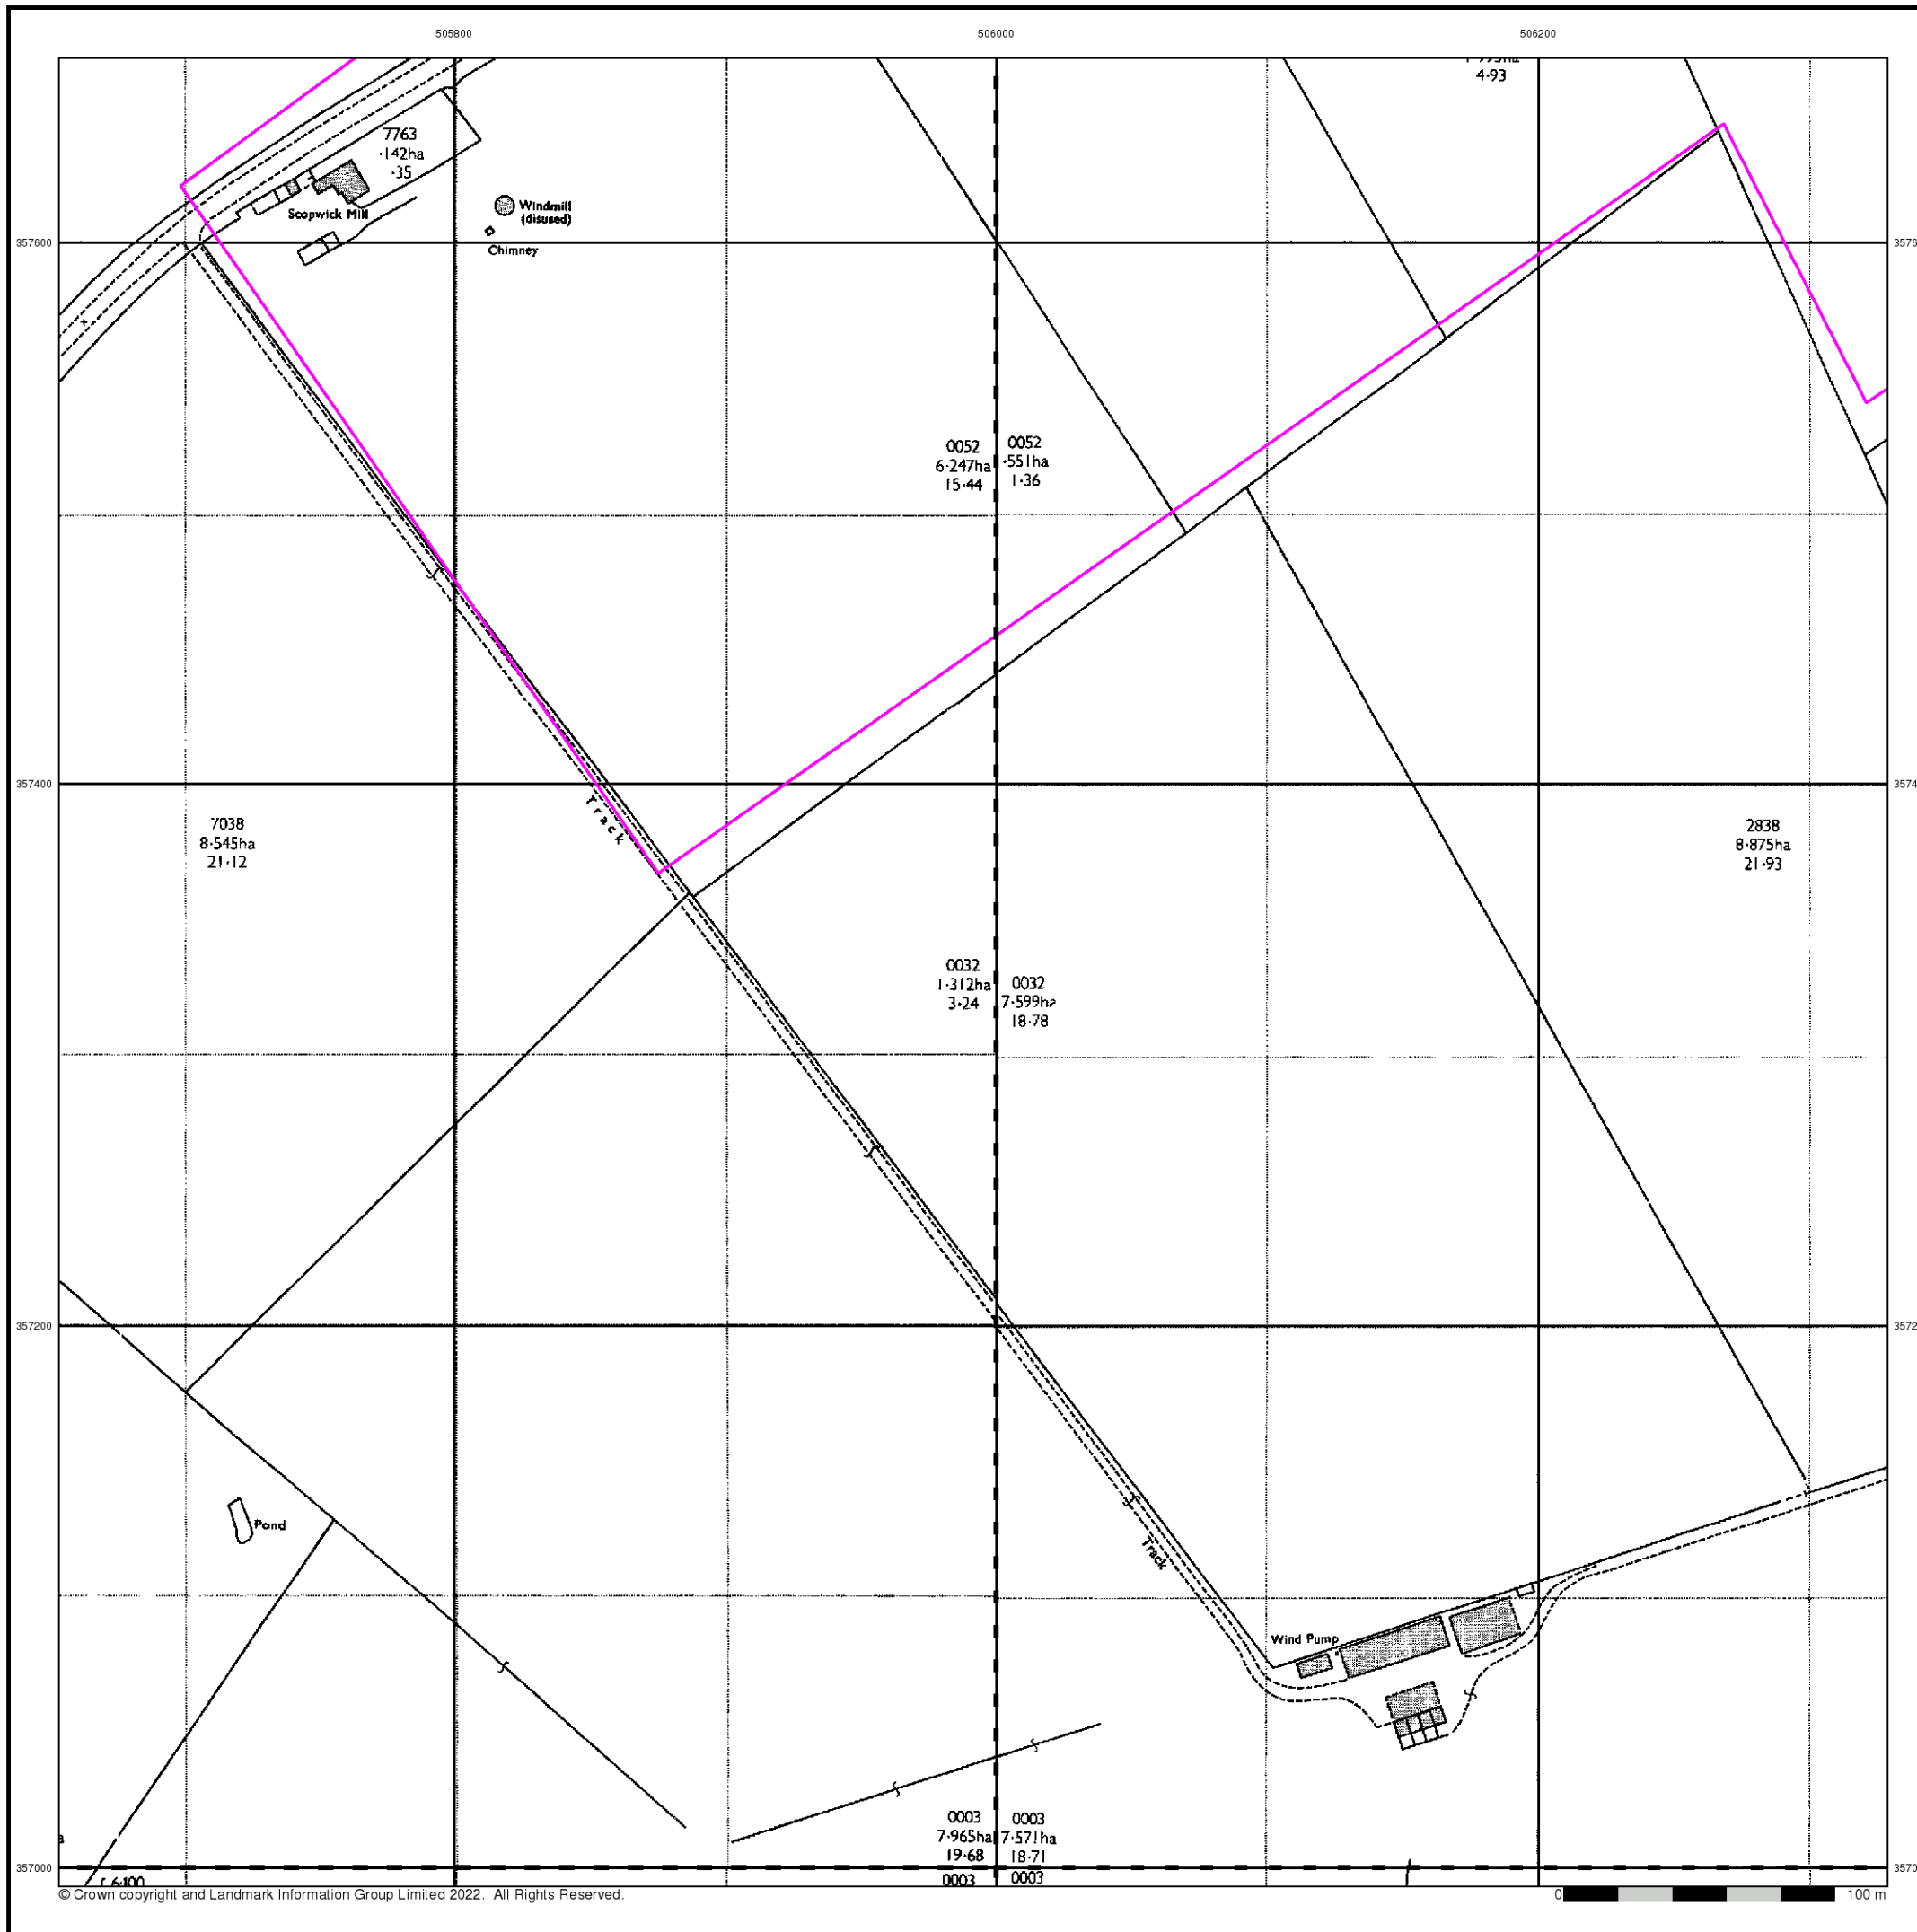 505800
506000
506200
4.93
7763
·142ha
·35
Scopwick Mill
Windmill
(disused)
Chimney
357600
3576
0052
6·247ha
15·44
0052
·551ha
1·36
357400
3574
Track
7038
8·545ha
21·12
2838
8·875ha
21·93
0032
1·312ha
3·24
0032
7·599ha
18·78
357200
3572
Pond
Track
Wind Pump
0003
7·965ha
19·68
0003
7·571ha
18·71
357000
3570
0003
0003
© Crown copyright and Landmark Information Group Limited 2022. All Rights Reserved.
0
100 m